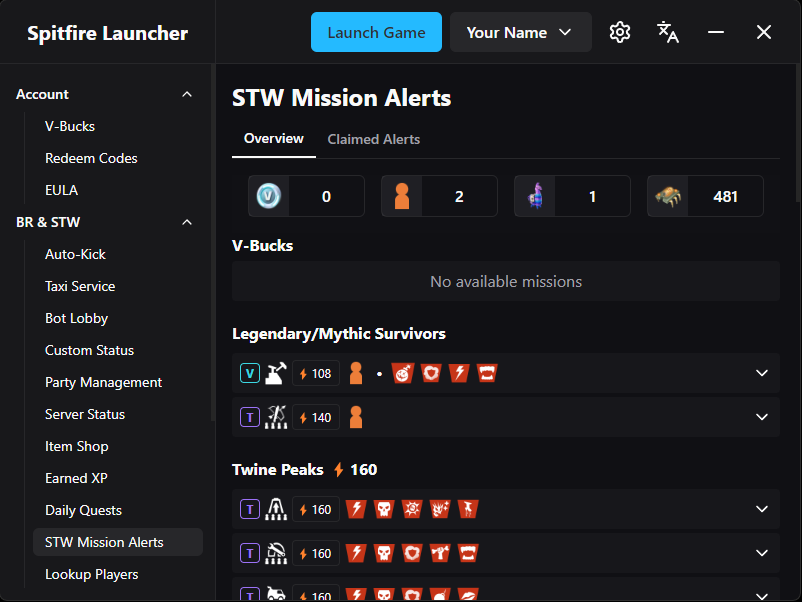 Spitfire Launcher
Launch Game
Your Name
Account
V-Bucks
Redeem Codes
EULA
BR & STW
Auto-Kick
Taxi Service
Bot Lobby
Custom Status
Party Management
Server Status
Item Shop
Earned XP
Daily Quests
STW Mission Alerts
Lookup Players
STW Mission Alerts
Overview Claimed Alerts
0 2 1 481
V-Bucks
No available missions
Legendary/Mythic Survivors
V 108
T 140
Twine Peaks 160
T 160
T 160
T 160